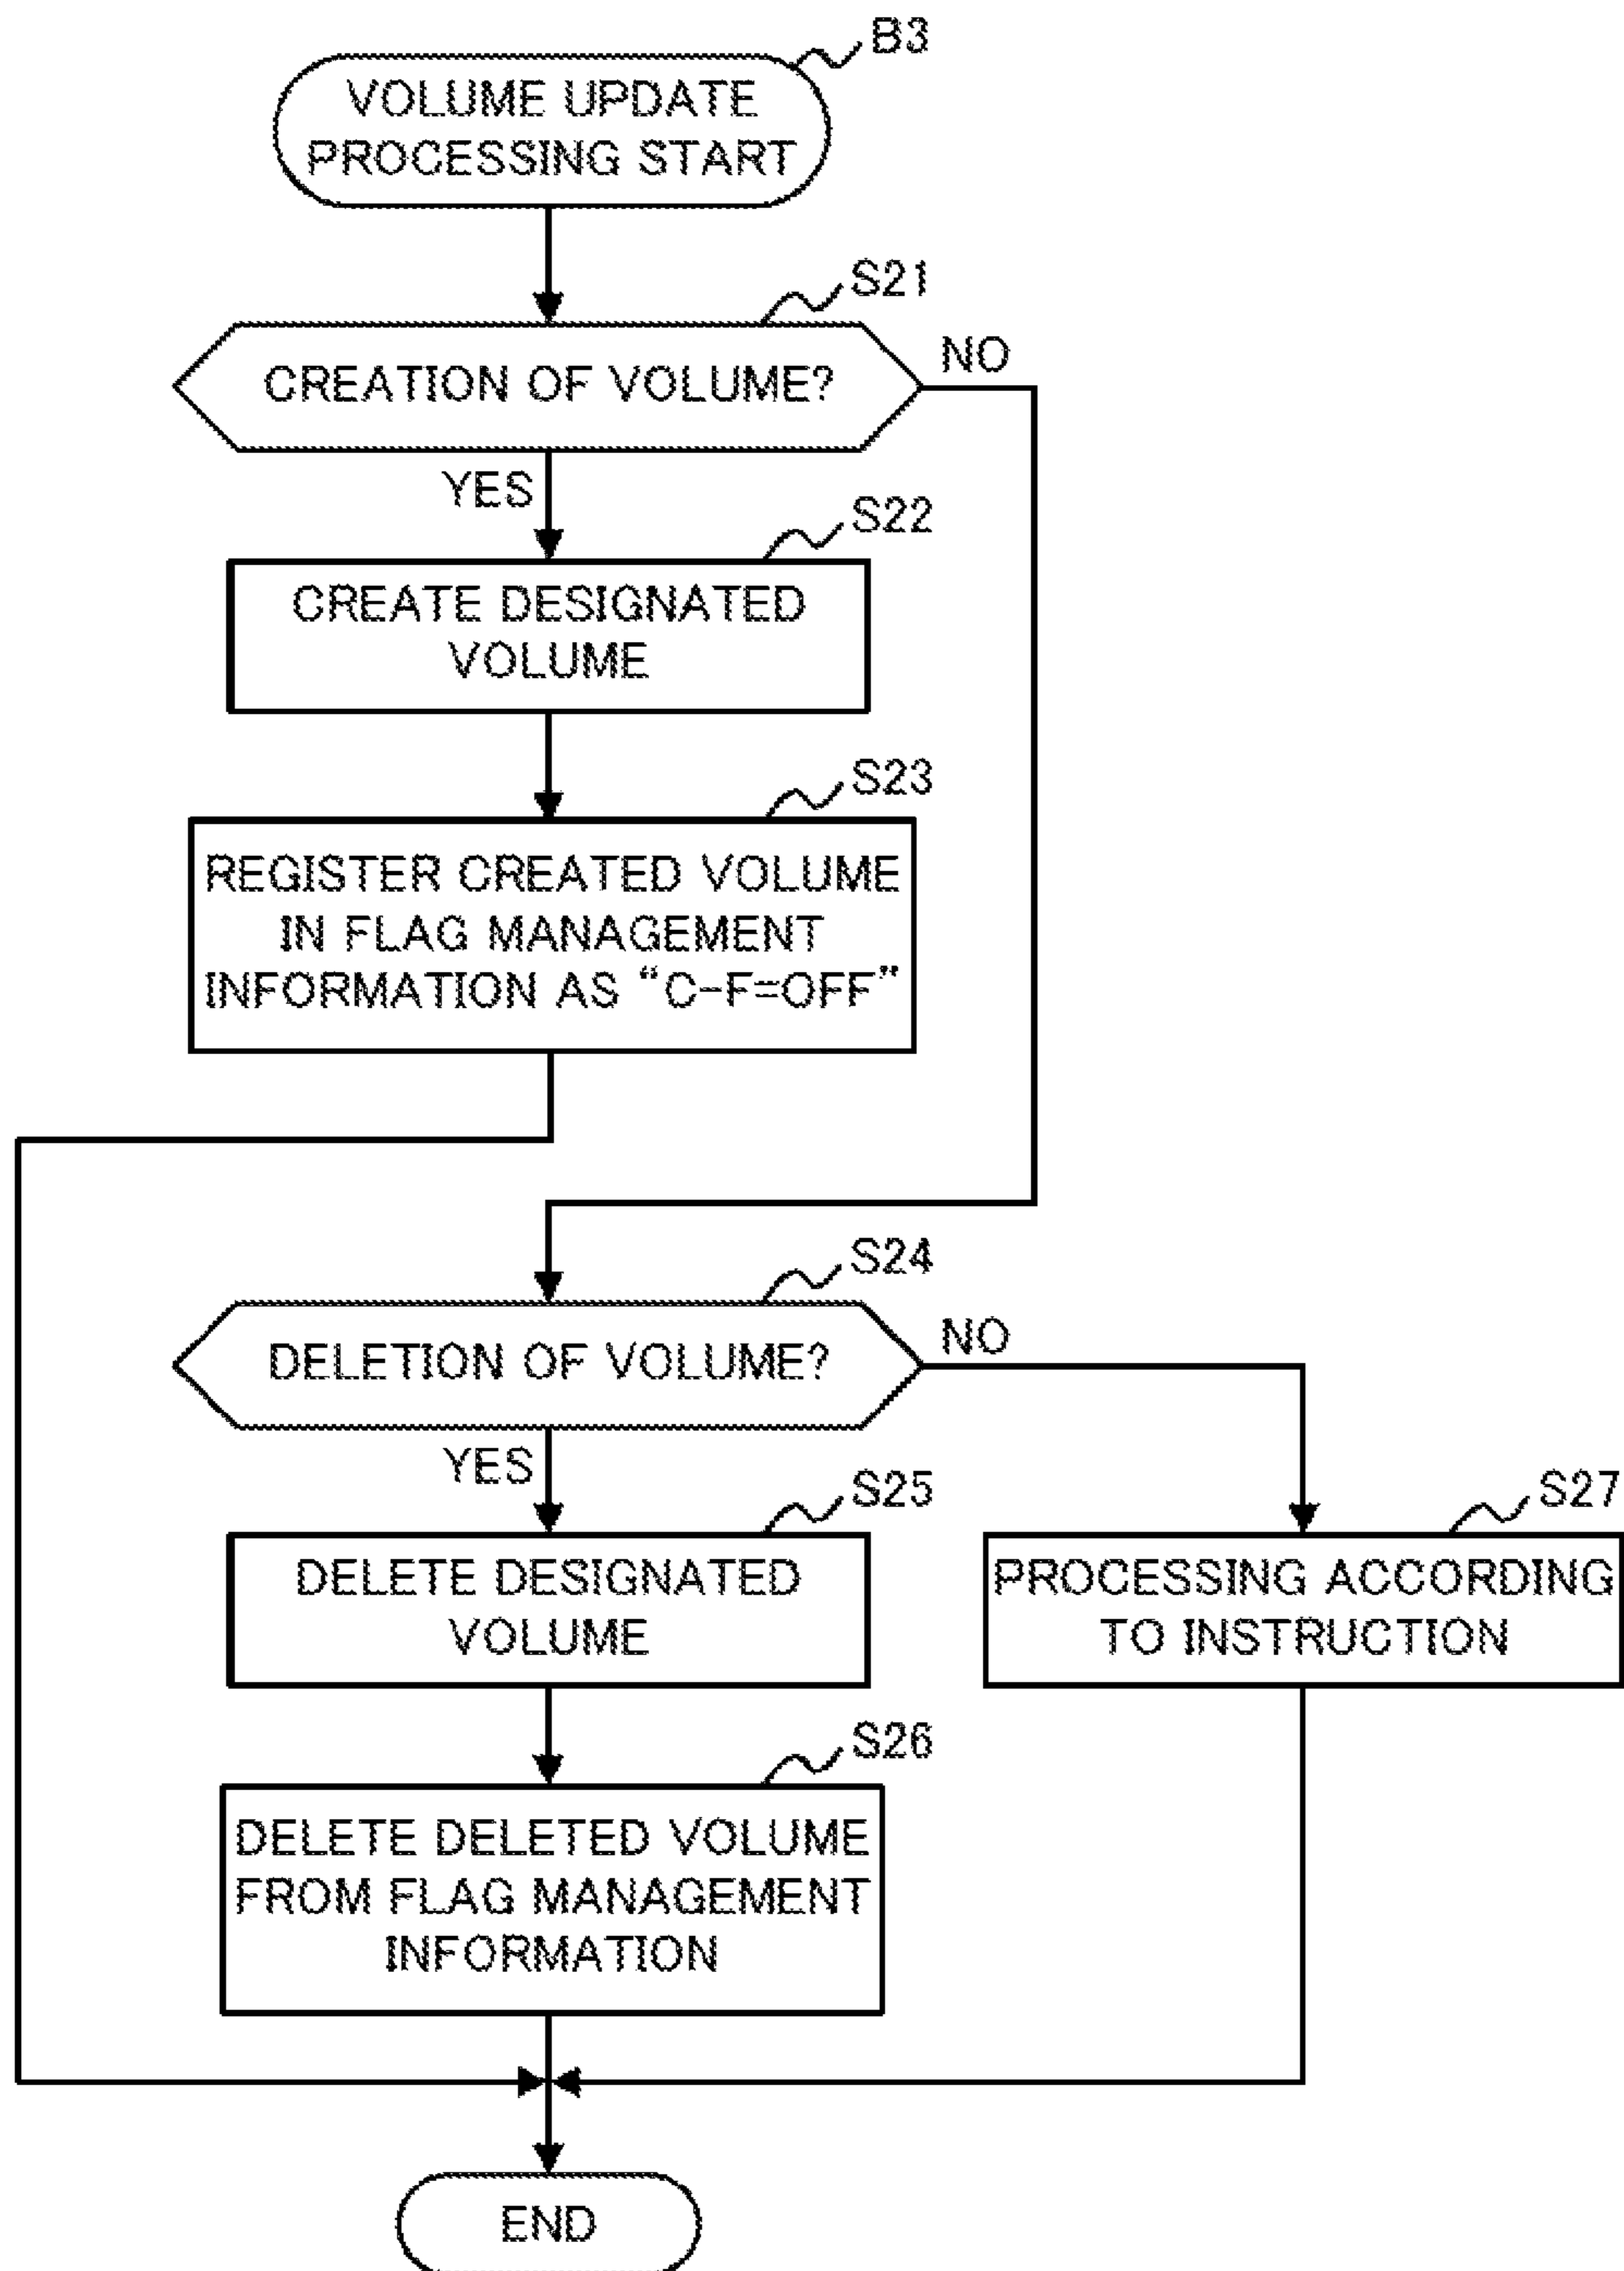 B3
VOLUME UPDATE
PROCESSING START
S21
CREATION OF VOLUME?
NO
YES
S22
CREATE DESIGNATED
VOLUME
S23
REGISTER CREATED VOLUME
IN FLAG MANAGEMENT
INFORMATION AS “C-F=OFF”
S24
DELETION OF VOLUME?
NO
YES
S25
DELETE DESIGNATED
VOLUME
S27
PROCESSING ACCORDING
TO INSTRUCTION
S26
DELETE DELETED VOLUME
FROM FLAG MANAGEMENT
INFORMATION
END